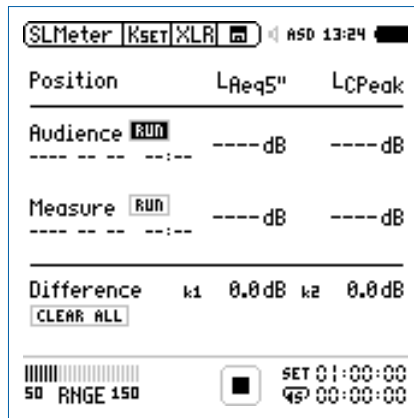 SLMeter KSET XLR ASD 13:24
Position LAeq5" LCPeak
Audience RUN ----dB ----dB
---- -- -- --:--
Measure RUN ----dB ----dB
---- -- -- --:--
Difference k1 0.0dB k2 0.0dB
CLEAR ALL
SET 01:00:00
50 RNGE 150 00:00:00